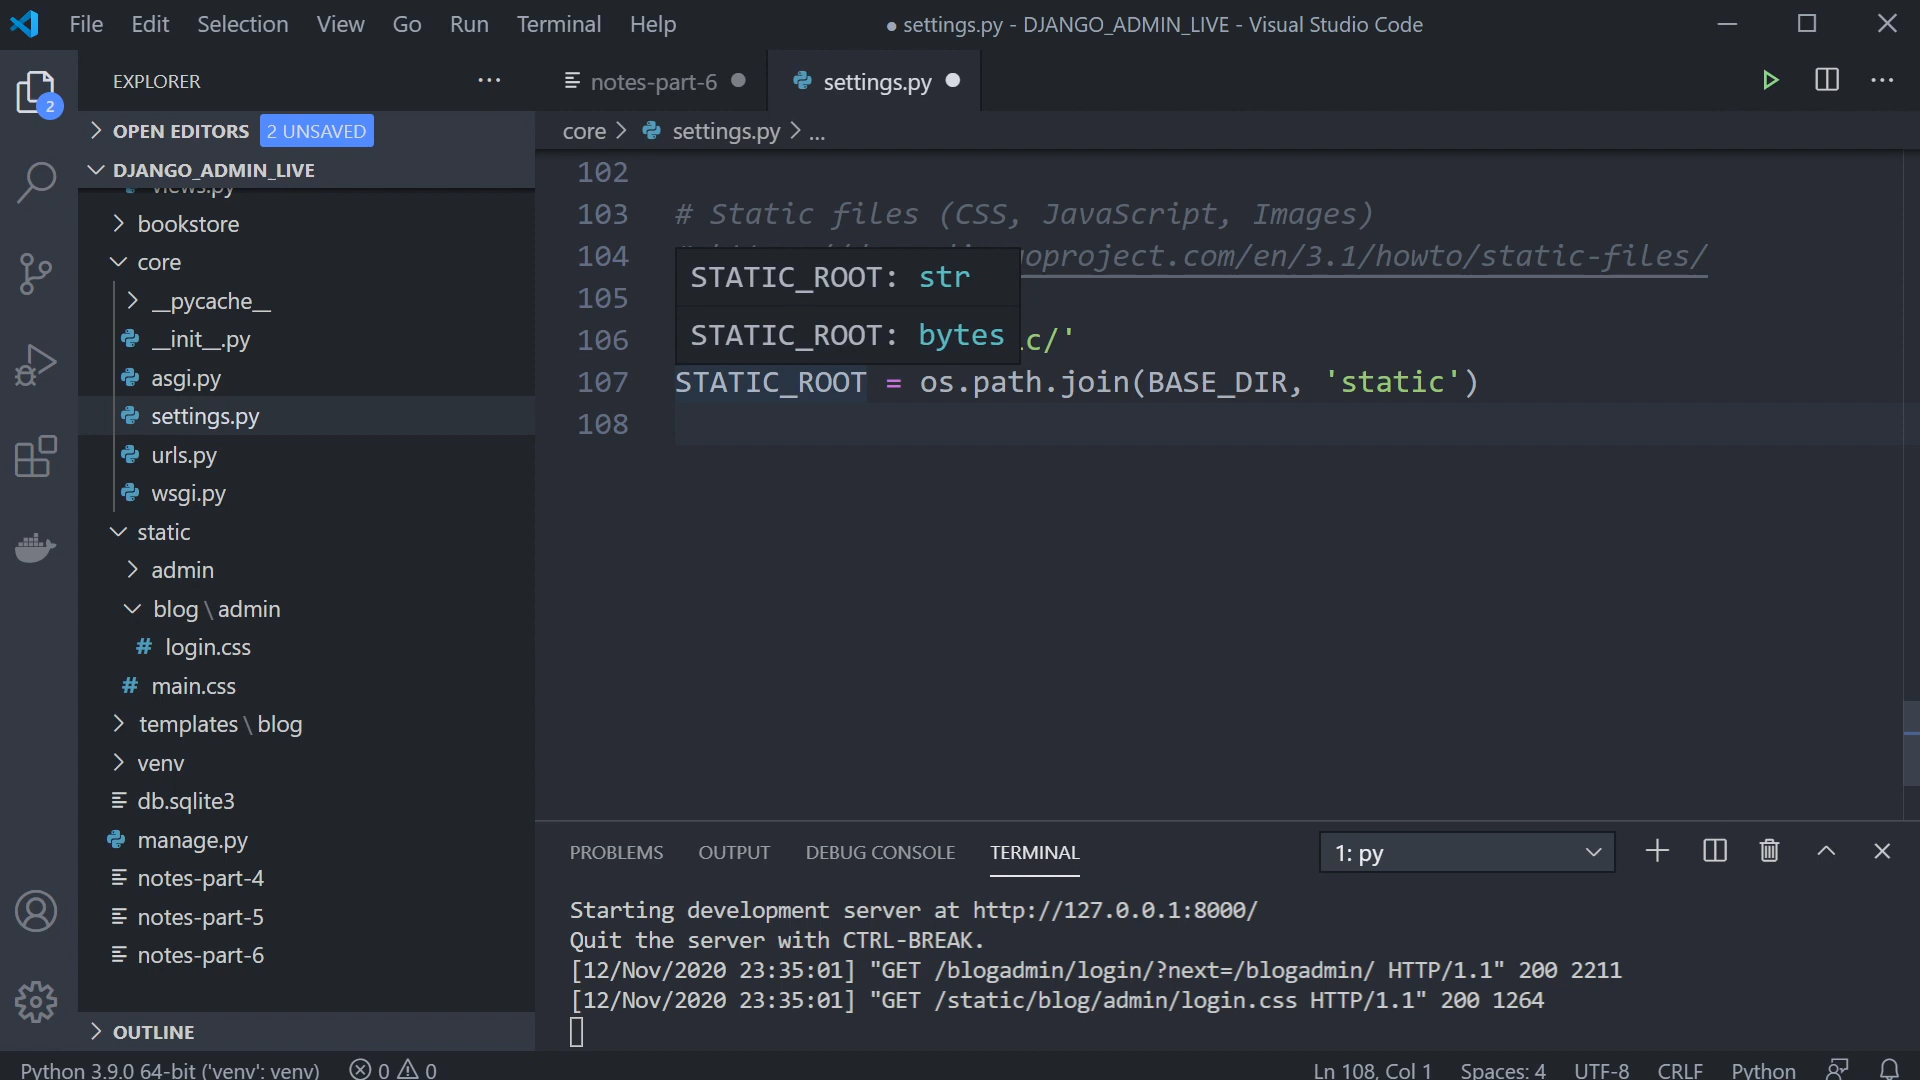 File Edit Selection View Go Run Terminal Help
● settings.py - DJANGO_ADMIN_LIVE - Visual Studio Code
EXPLORER
2
OPEN EDITORS 2 UNSAVED
DJANGO_ADMIN_LIVE
views.py
bookstore
core
__pycache__
__init__.py
asgi.py
settings.py
urls.py
wsgi.py
static
admin
blog \ admin
# login.css
# main.css
templates \ blog
venv
db.sqlite3
manage.py
notes-part-4
notes-part-5
notes-part-6
OUTLINE
notes-part-6
settings.py
core > settings.py > ...
102
103 # Static files (CSS, JavaScript, Images)
104 oproject.com/en/3.1/howto/static-files/
STATIC_ROOT: str
105
STATIC_ROOT: bytes
106 c/'
107 STATIC_ROOT = os.path.join(BASE_DIR, 'static')
108
PROBLEMS OUTPUT DEBUG CONSOLE TERMINAL
1: py
Starting development server at http://127.0.0.1:8000/
Quit the server with CTRL-BREAK.
[12/Nov/2020 23:35:01] "GET /blogadmin/login/?next=/blogadmin/ HTTP/1.1" 200 2211
[12/Nov/2020 23:35:01] "GET /static/blog/admin/login.css HTTP/1.1" 200 1264
Python 3.9.0 64-bit ('venv': venv) 0 0
Ln 108, Col 1 Spaces: 4 UTF-8 CRLF Python